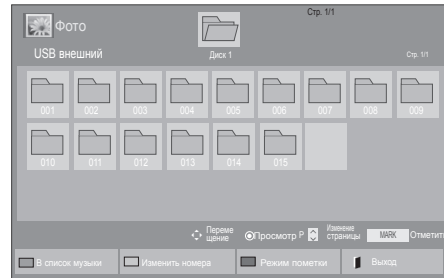 Стр. 1/1
Фото
USB внешний
Диск 1
Стр. 1/1
001 002 003 004 005 006 007 008 009
010 011 012 013 014 015
Переме
щение
Просмотр P
Изменение
страницы
MARK Отметить
В список музыки Изменить номера Режим пометки Выход